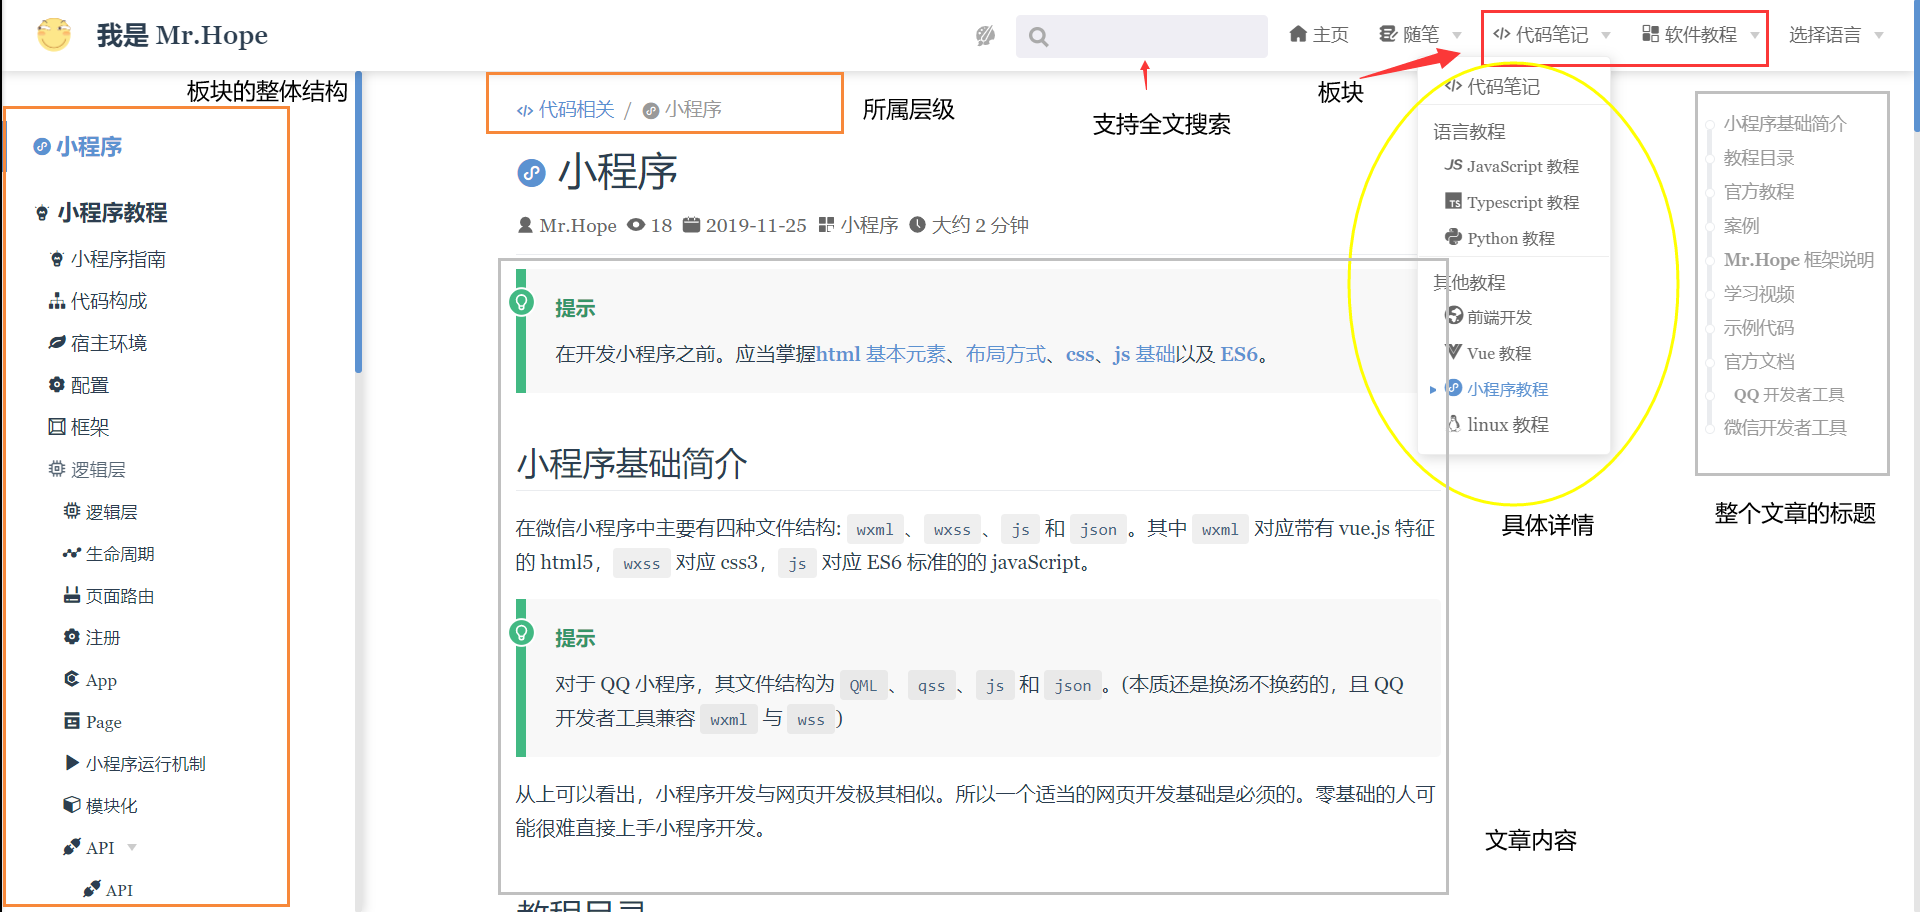 我是 Mr.Hope
主页
随笔
代码笔记
软件教程
选择语言
板块的整体结构
小程序
小程序教程
小程序指南
代码构成
宿主环境
配置
框架
逻辑层
逻辑层
生命周期
页面路由
注册
App
Page
小程序运行机制
模块化
API
API
代码相关 / 小程序
所属层级
支持全文搜索
板块
小程序
Mr.Hope 18 2019-11-25 小程序 大约 2 分钟
提示
在开发小程序之前。应当掌握html 基本元素、布局方式、css、js 基础以及 ES6。
小程序基础简介
在微信小程序中主要有四种文件结构: wxml 、 wxss 、 js 和 json 。其中 wxml 对应带有 vue.js 特征
的 html5， wxss 对应 css3， js 对应 ES6 标准的的 javaScript。
提示
对于 QQ 小程序，其文件结构为 QML 、 qss 、 js 和 json 。(本质还是换汤不换药的，且 QQ
开发者工具兼容 wxml 与 wss )
从上可以看出，小程序开发与网页开发极其相似。所以一个适当的网页开发基础是必须的。零基础的人可
能很难直接上手小程序开发。
教程目录
文章内容
代码笔记
语言教程
JavaScript 教程
Typescript 教程
Python 教程
其他教程
前端开发
Vue 教程
小程序教程
linux 教程
具体详情
小程序基础简介
教程目录
官方教程
案例
Mr.Hope 框架说明
学习视频
示例代码
官方文档
QQ 开发者工具
微信开发者工具
整个文章的标题